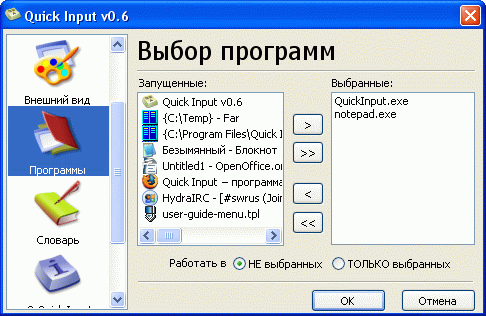 Quick Input v0.6
Выбор программ
Внешний вид
Программы
Словарь
Запущенные:
Quick Input v0.6
{C:\Temp} - Far
{C:\Program Files\Quick I
Безымянный - Блокнот
Untitled1 - OpenOffice.or
Quick Input − программа
HydraIRC - [#swrus (Join
user-guide-menu.tpl
>
>>
<
<<
Выбранные:
QuickInput.exe
notepad.exe
Работать в НЕ выбранных ТОЛЬКО выбранных
OK Отмена